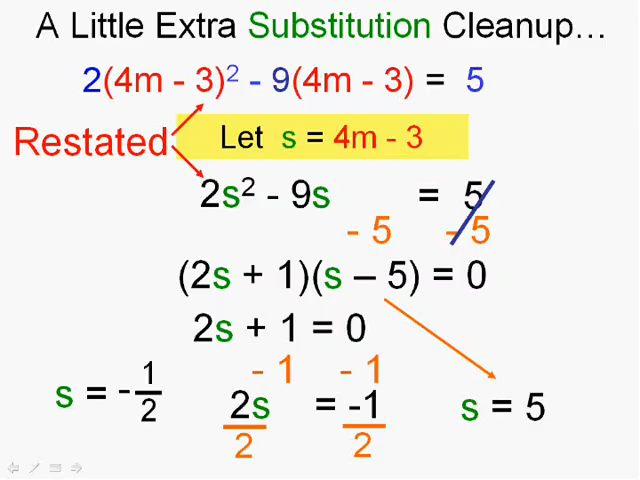 A Little Extra Substitution Cleanup...
2(4m - 3)² - 9(4m - 3) = 5
Restated
Let s = 4m - 3
2s² - 9s = 5
- 5 - 5
(2s + 1)(s – 5) = 0
2s + 1 = 0
- 1 - 1
s = -1/2
2s = -1
2 2
s = 5